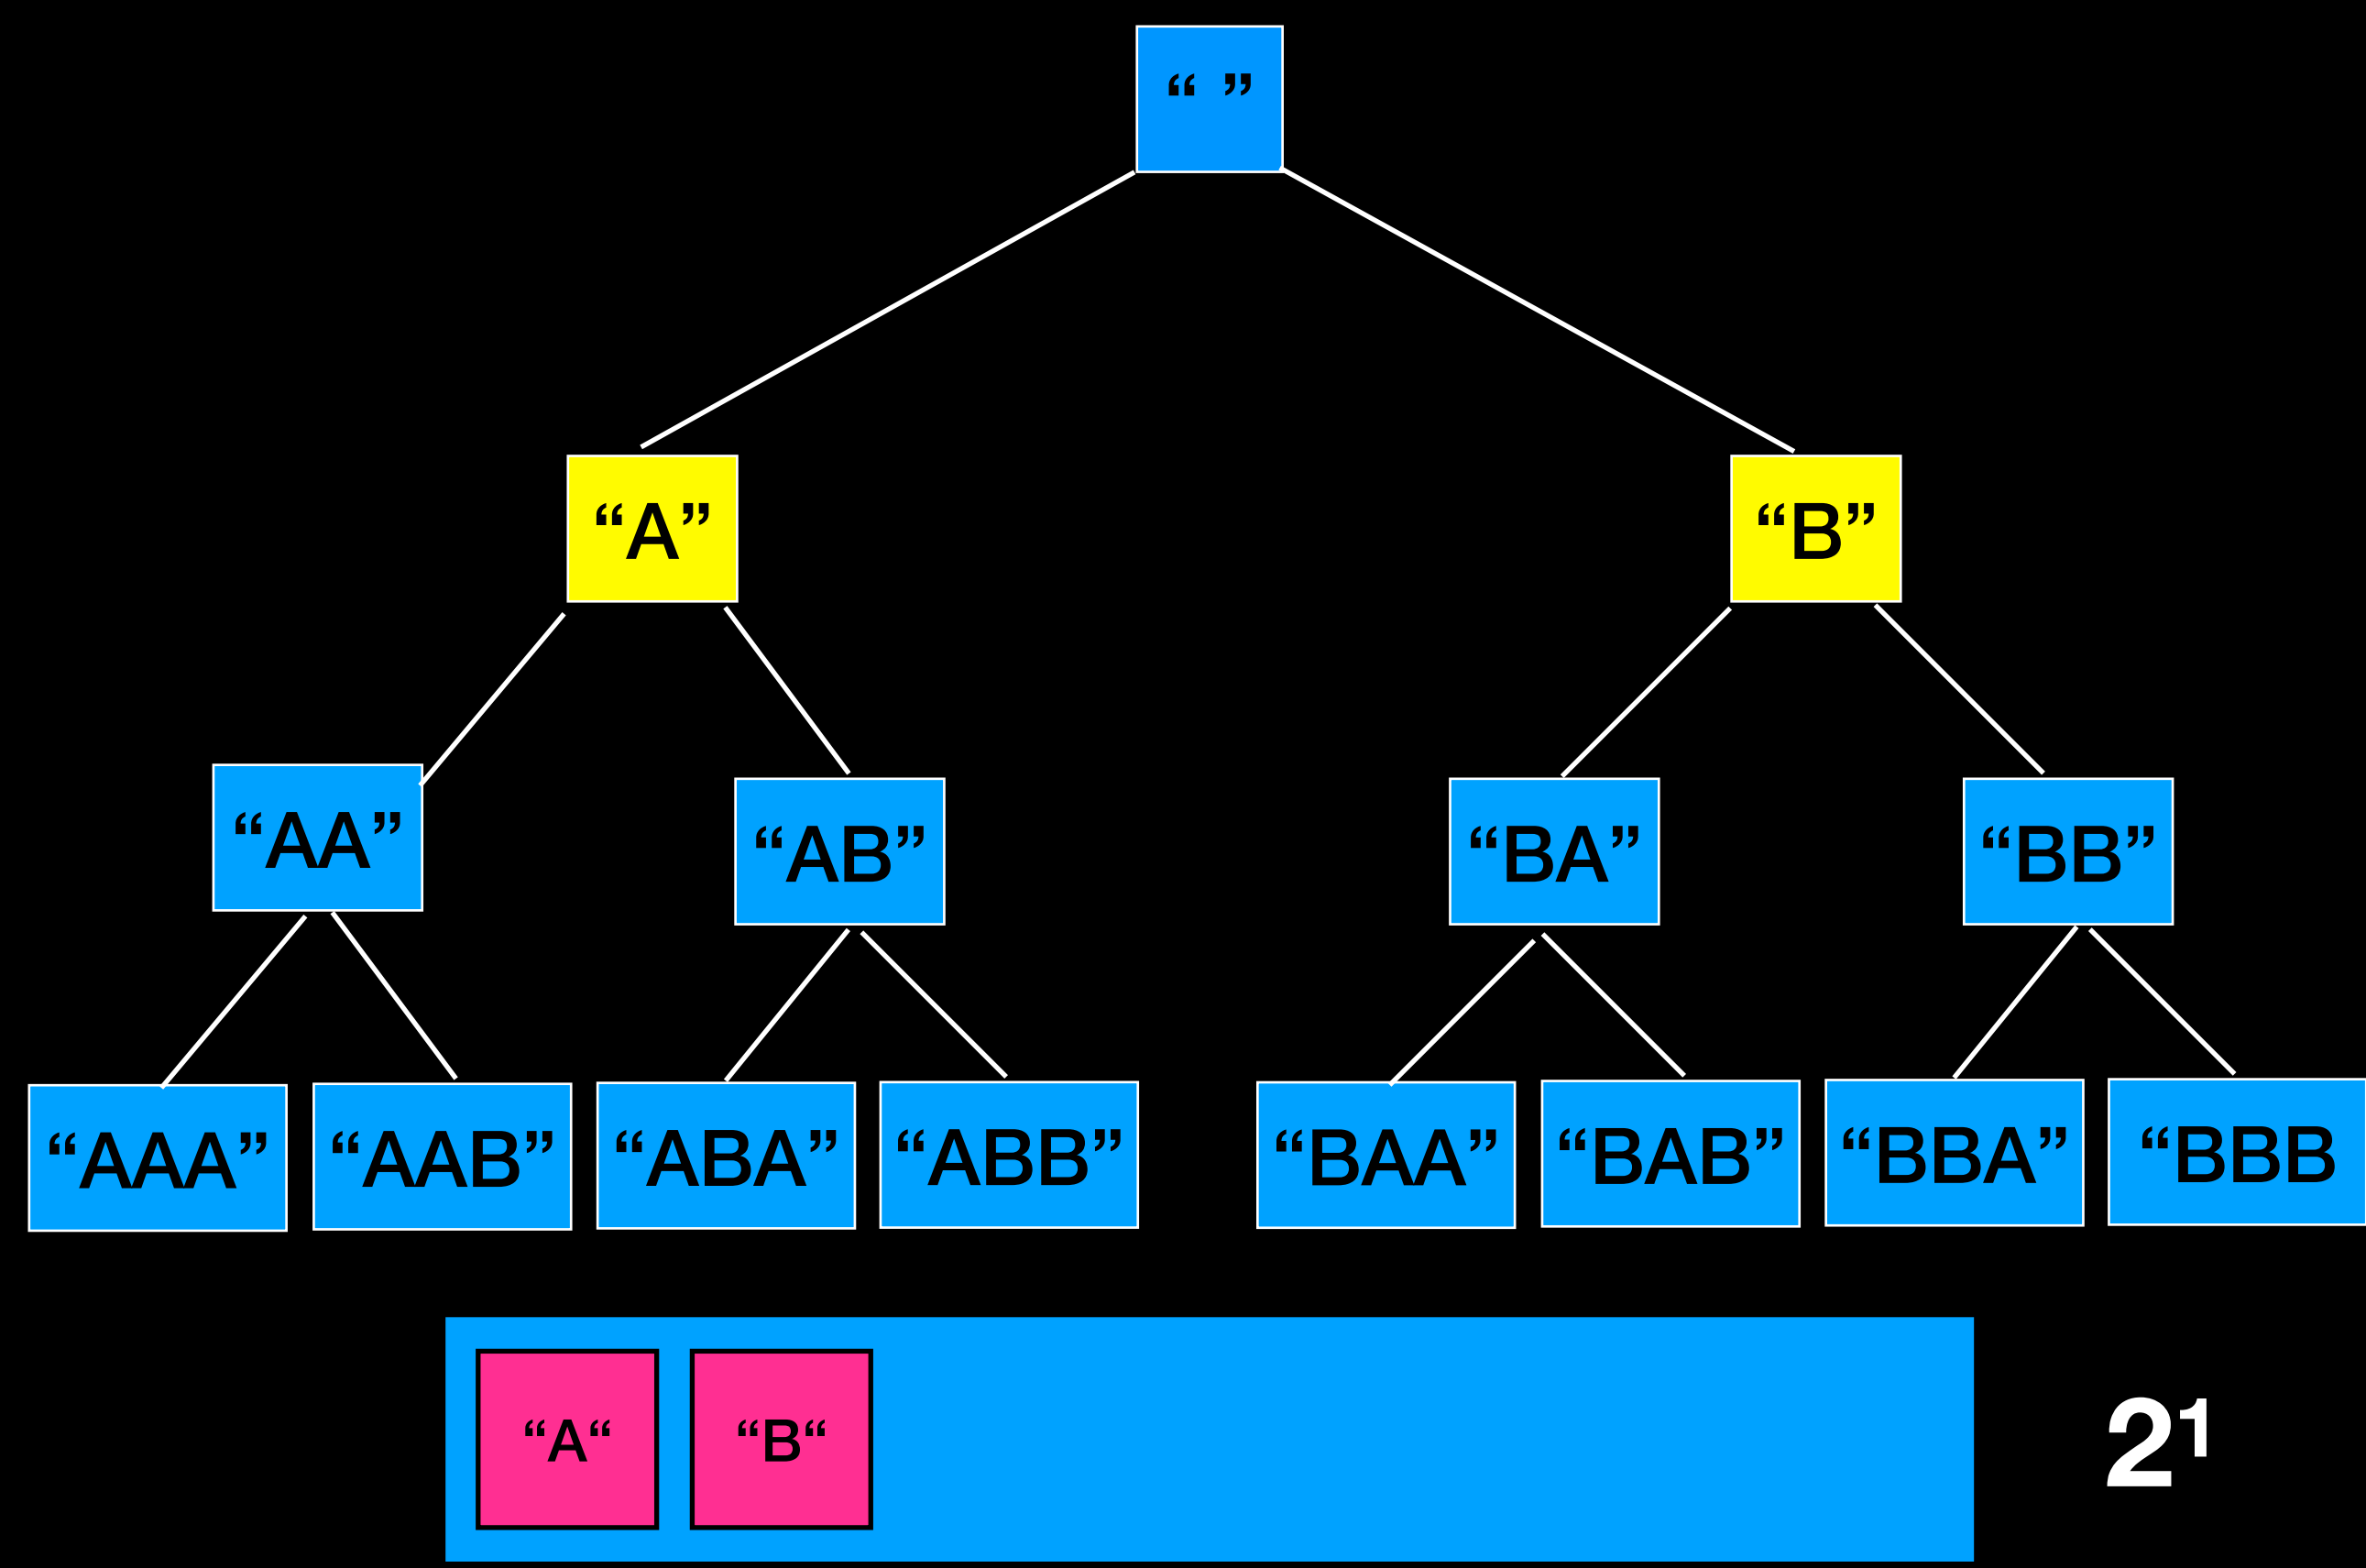 “ ”
“A”
“B”
“AA”
“AB”
“BA”
“BB”
“AAA”
“AAB”
“ABA”
“ABB”
“BAA”
“BAB”
“BBA”
“BBB
“A“
“B“
2¹